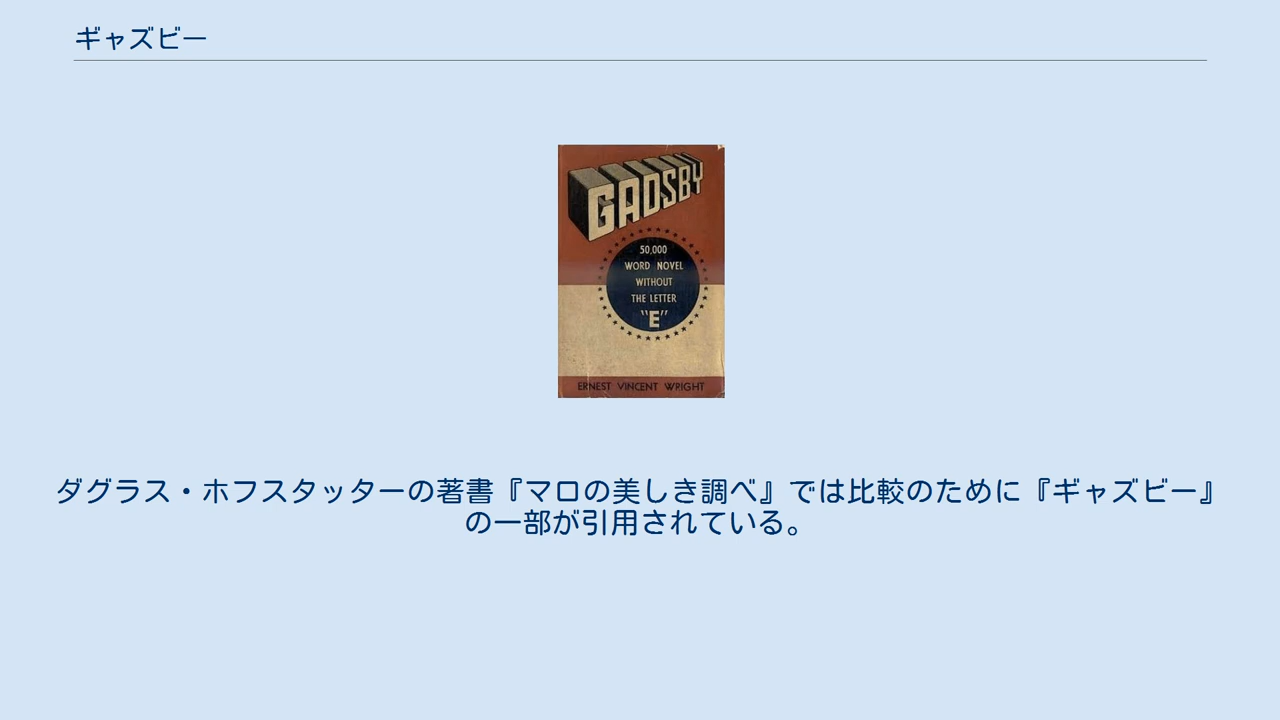 ギャズビー
GADSBY
50,000
WORD NOVEL
WITHOUT
THE LETTER
"E"
ERNEST VINCENT WRIGHT
ダグラス・ホフスタッターの著書『マロの美しき調べ』では比較のために『ギャズビー』
の一部が引用されている。